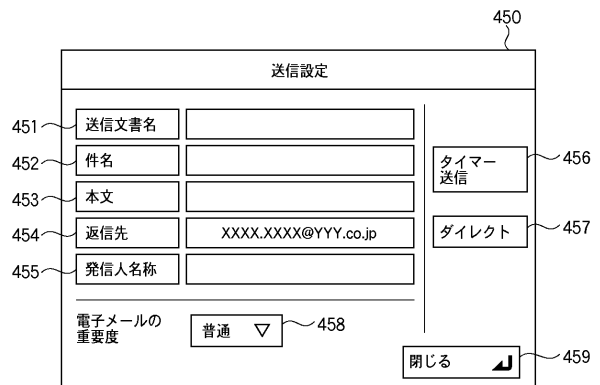 450
送信設定
451 送信文書名
452 件名
453 本文
454 返信先 XXXX.XXXX@YYY.co.jp
455 発信人名称
タイマー
送信 456
ダイレクト 457
電子メールの
重要度
普通 ▽ 458
閉じる 459